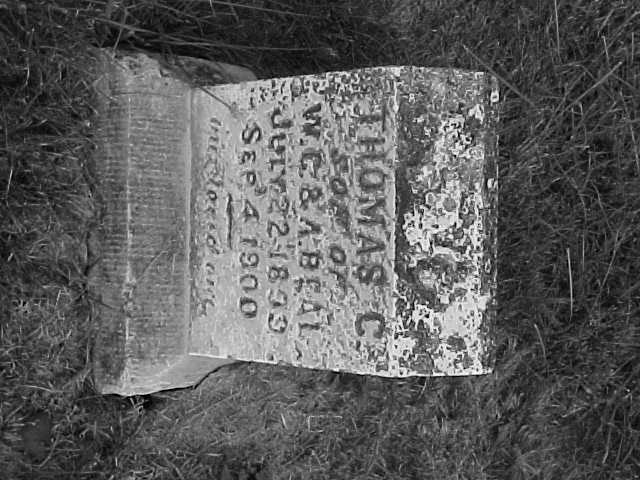 THOMAS C.
SON OF
W.C. & A. BEAL
JULY 22, 1899
SEP. 4, 1900